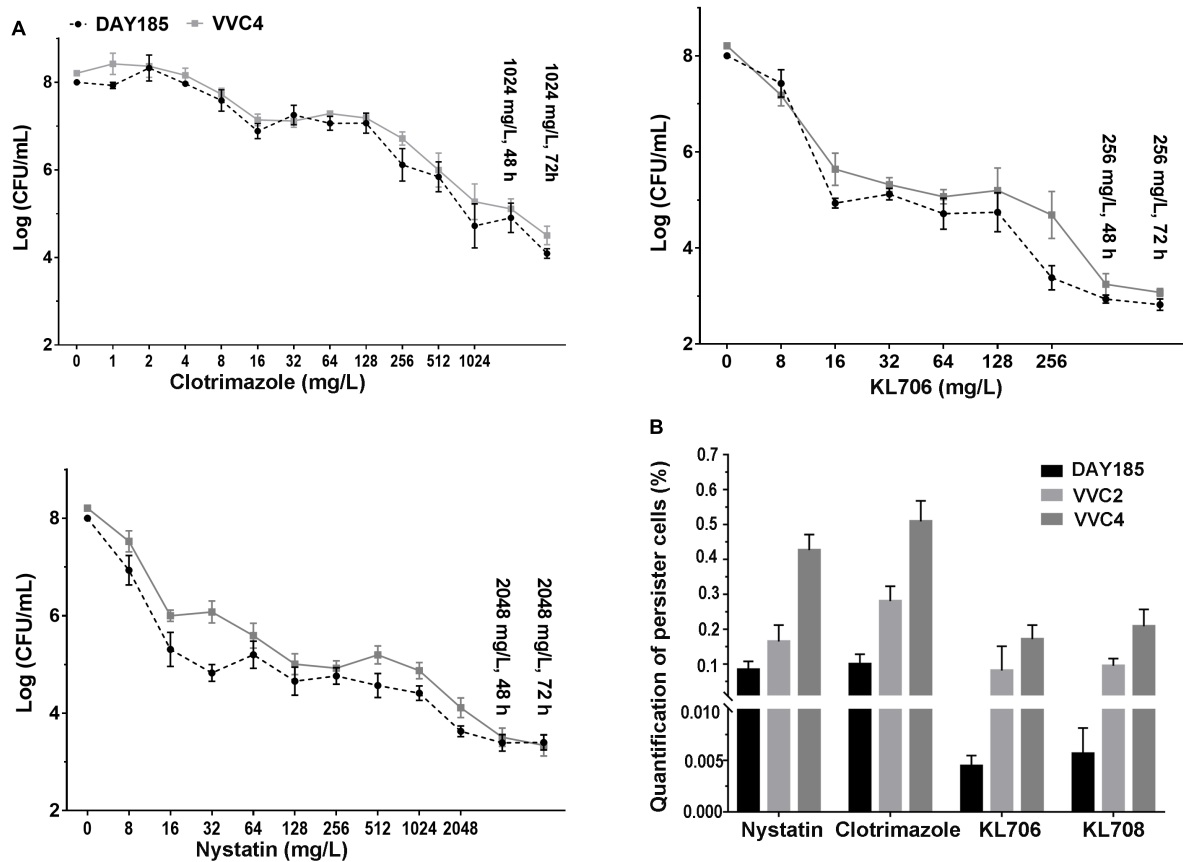 A
DAY185 VVC4
Log (CFU/mL)
8
6
4
2
1024 mg/L, 48 h
1024 mg/L, 72h
0 1 2 4 8 16 32 64 128 256 512 1024
Clotrimazole (mg/L)
Log (CFU/mL)
8
6
4
2
256 mg/L, 48 h
256 mg/L, 72 h
0 8 16 32 64 128 256
KL706 (mg/L)
Log (CFU/mL)
8
6
4
2
2048 mg/L, 48 h
2048 mg/L, 72 h
0 8 16 32 64 128 256 512 1024 2048
Nystatin (mg/L)
B
Quantification of persister cells (%)
0.7
0.6
0.5
0.4
0.3
0.2
0.1
0.010
0.005
0.000
DAY185
VVC2
VVC4
Nystatin Clotrimazole KL706 KL708